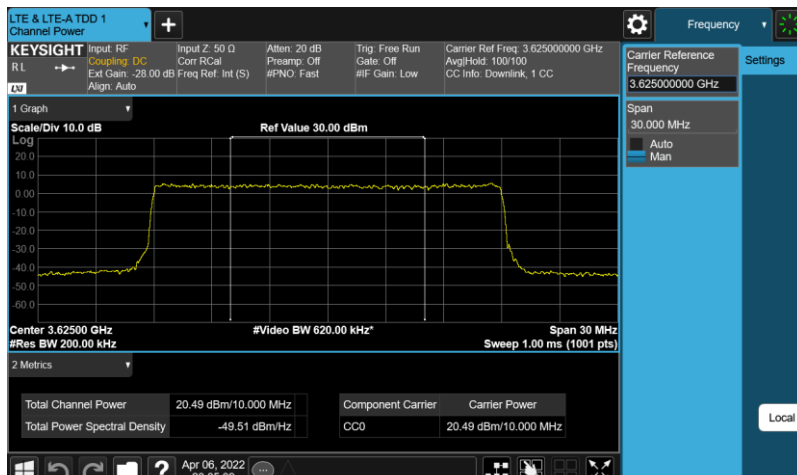 LTE & LTE-A TDD 1
Channel Power
Frequency
KEYSIGHT
R L
LXI
Input: RF
Coupling: DC
Ext Gain: -28.00 dB
Align: Auto
Input Z: 50 Ω
Corr RCal
Freq Ref: Int (S)
Atten: 20 dB
Preamp: Off
#PNO: Fast
Trig: Free Run
Gate: Off
#IF Gain: Low
Carrier Ref Freq: 3.625000000 GHz
Avg|Hold: 100/100
CC Info: Downlink, 1 CC
Carrier Reference
Frequency
3.625000000 GHz
Settings
Span
30.000 MHz
Auto
Man
1 Graph
Scale/Div 10.0 dB
Ref Value 30.00 dBm
Log
20.0
10.0
0.00
-10.0
-20.0
-30.0
-40.0
-50.0
-60.0
Center 3.62500 GHz
#Video BW 620.00 kHz*
Span 30 MHz
#Res BW 200.00 kHz
Sweep 1.00 ms (1001 pts)
2 Metrics
Total Channel Power 20.49 dBm/10.000 MHz
Total Power Spectral Density -49.51 dBm/Hz
Component Carrier Carrier Power
CC0 20.49 dBm/10.000 MHz
Local
?
Apr 06, 2022